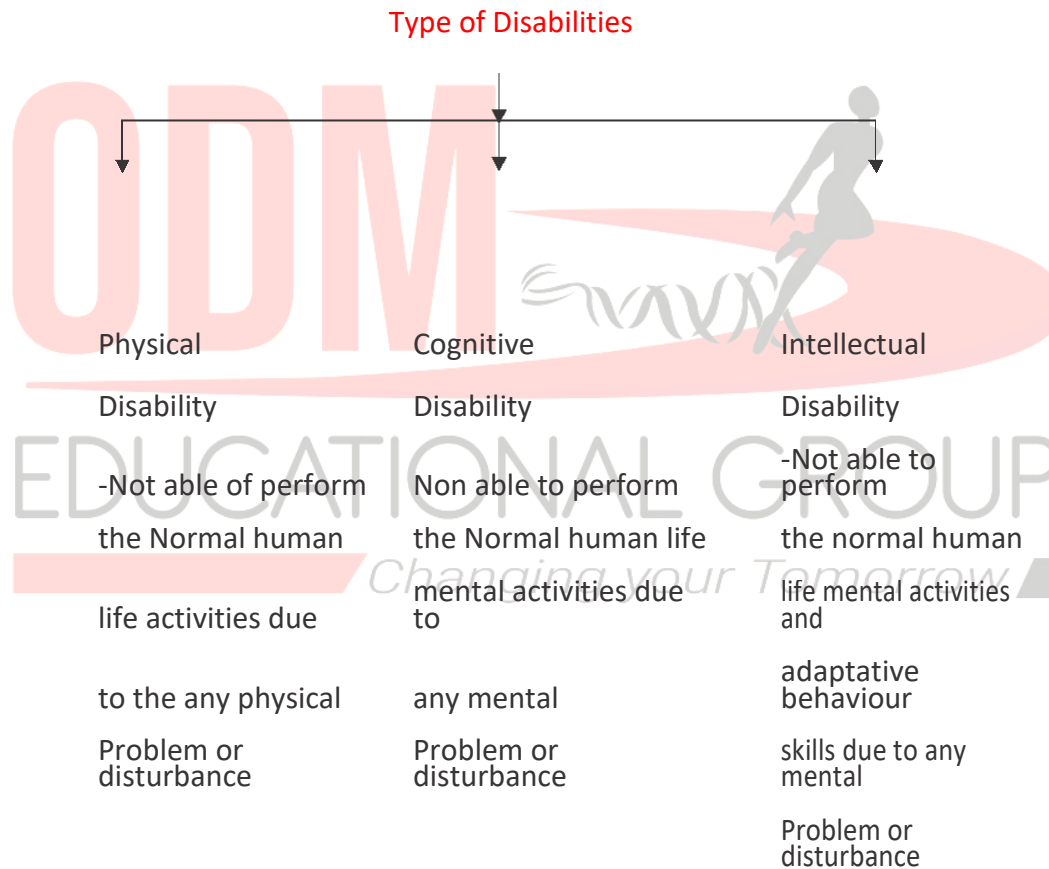 Type of Disabilities
ODM
EDUCATIONAL GROUP
Changing your Tomorrow
Physical
Disability
-Not able of perform
the Normal human
life activities due
to the any physical
Problem or
disturbance
Cognitive
Disability
Non able to perform
the Normal human life
mental activities due
to
any mental
Problem or
disturbance
Intellectual
Disability
-Not able to
perform
the normal human
life mental activities
and
adaptative
behaviour
skills due to any
mental
Problem or
disturbance